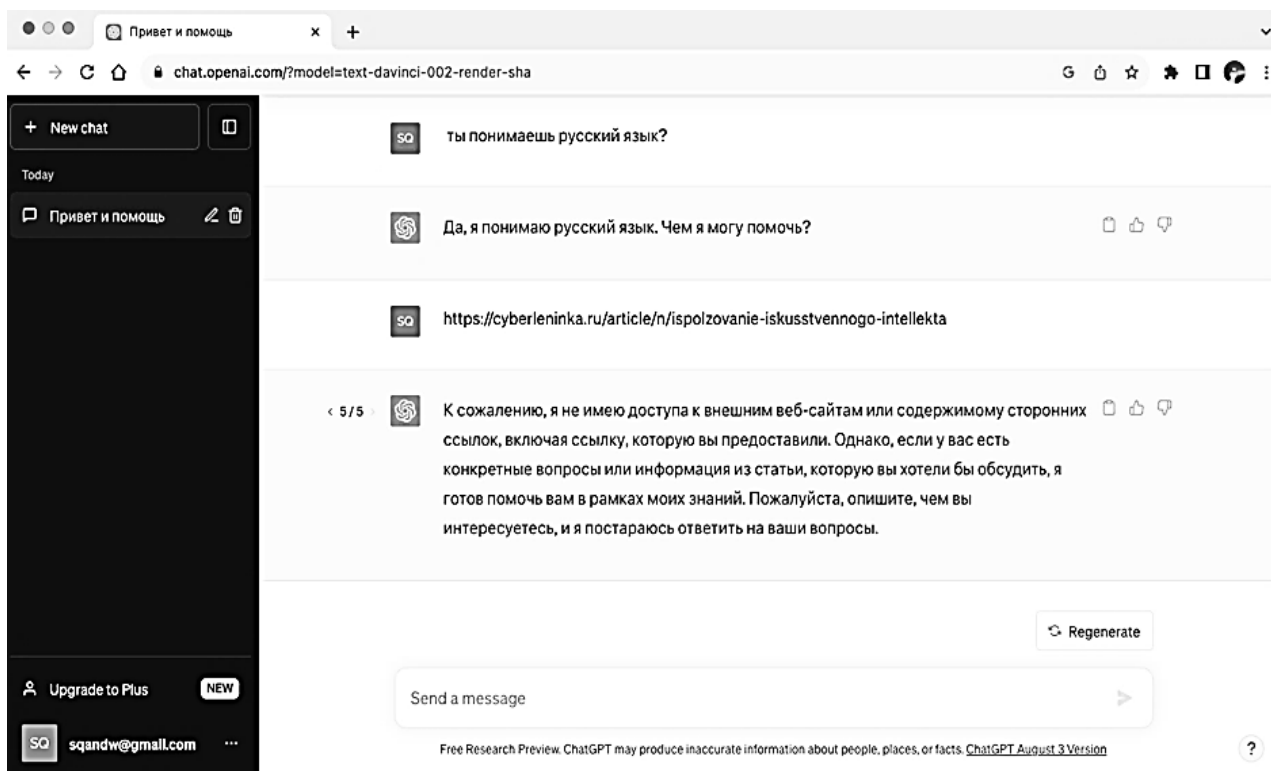 Привет и помощь
chat.openai.com/?model=text-davinci-002-render-sha
New chat
Today
Привет и помощь
SQ
ты понимаешь русский язык?
Да, я понимаю русский язык. Чем я могу помочь?
SQ
https://cyberleninka.ru/article/n/ispolzovanie-iskusstvennogo-intellekta
< 5/5 >
К сожалению, я не имею доступа к внешним веб-сайтам или содержимому сторонних
ссылок, включая ссылку, которую вы предоставили. Однако, если у вас есть
конкретные вопросы или информация из статьи, которую вы хотели бы обсудить, я
готов помочь вам в рамках моих знаний. Пожалуйста, опишите, чем вы
интересуетесь, и я постараюсь ответить на ваши вопросы.
Regenerate
Upgrade to Plus NEW
Send a message
SQ sqandw@gmail.com ...
Free Research Preview. ChatGPT may produce inaccurate information about people, places, or facts. ChatGPT August 3 Version
?